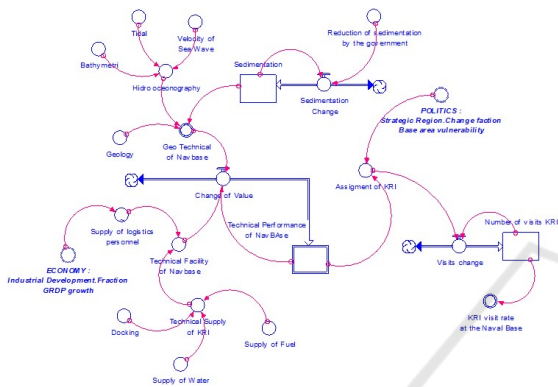 Tidal
Velocity of
Sea Wave
Bathymetri
Hidro oceonography
Sedimentation
Reduction of sedimentation
by the government
Sedimentation
Change
POLITICS :
Strategic Region.Change faction
Base area vulnerability
Geology
Geo Technical
of Navbase
Change of Value
Assigment of KRI
Supply of logistics
personnel
Technical Performance
of NavBAse
Number of visits KRI
Technical Facility
of Navbase
Visits change
ECONOMY :
Industrial Development.Fraction
GRDP growth
KRI visit rate
at the Naval Base
Docking
Technical Supply
of KRI
Supply of Fuel
Supply of Water